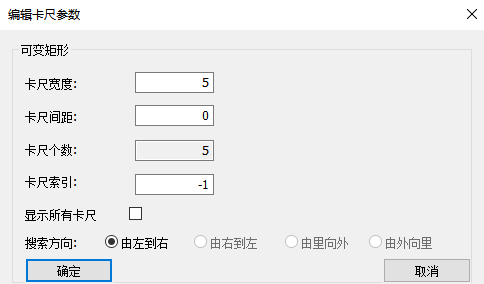 编辑卡尺参数
可变矩形
卡尺宽度: 5
卡尺间距: 0
卡尺个数: 5
卡尺索引: -1
显示所有卡尺
搜索方向: 由左到右 由右到左 由里向外 由外向里
确定 取消